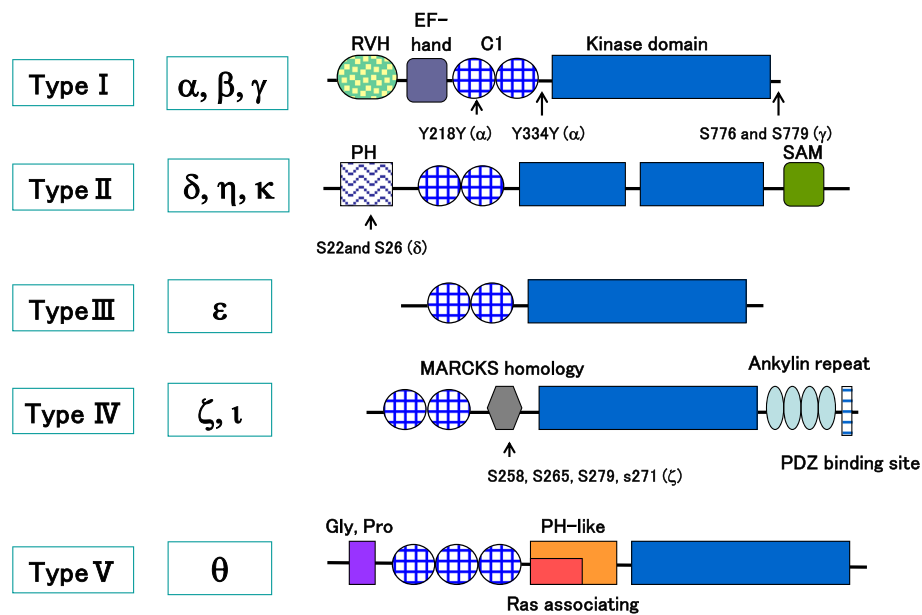 RVH
EF-
hand
C1
Kinase domain
Type Ⅰ
α, β, γ
Y218Y (α)
Y334Y (α)
S776 and S779 (γ)
PH
SAM
Type Ⅱ
δ, η, κ
S22and S26 (δ)
Type Ⅲ
ε
MARCKS homology
Ankylin repeat
Type Ⅳ
ζ, ι
S258, S265, S279, s271 (ζ)
PDZ binding site
Gly, Pro
PH-like
Type Ⅴ
θ
Ras associating